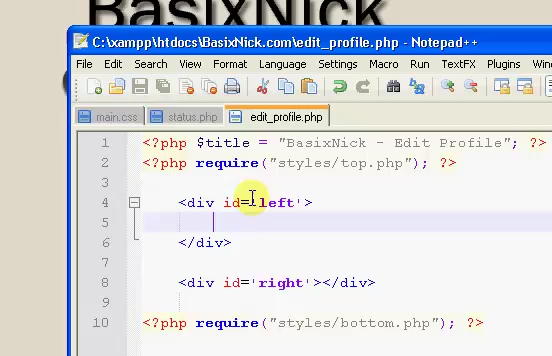 BasixNick
C:\xampp\htdocs\BasixNick.com\edit_profile.php - Notepad++
File Edit Search View Format Language Settings Macro Run TextFX Plugins Window
main.css status.php edit_profile.php
1 <?php $title = "BasixNick - Edit Profile"; ?>
2 <?php require("styles/top.php"); ?>
3
4 <div id='left'>
5
6 </div>
7
8 <div id='right'></div>
9
10 <?php require("styles/bottom.php"); ?>